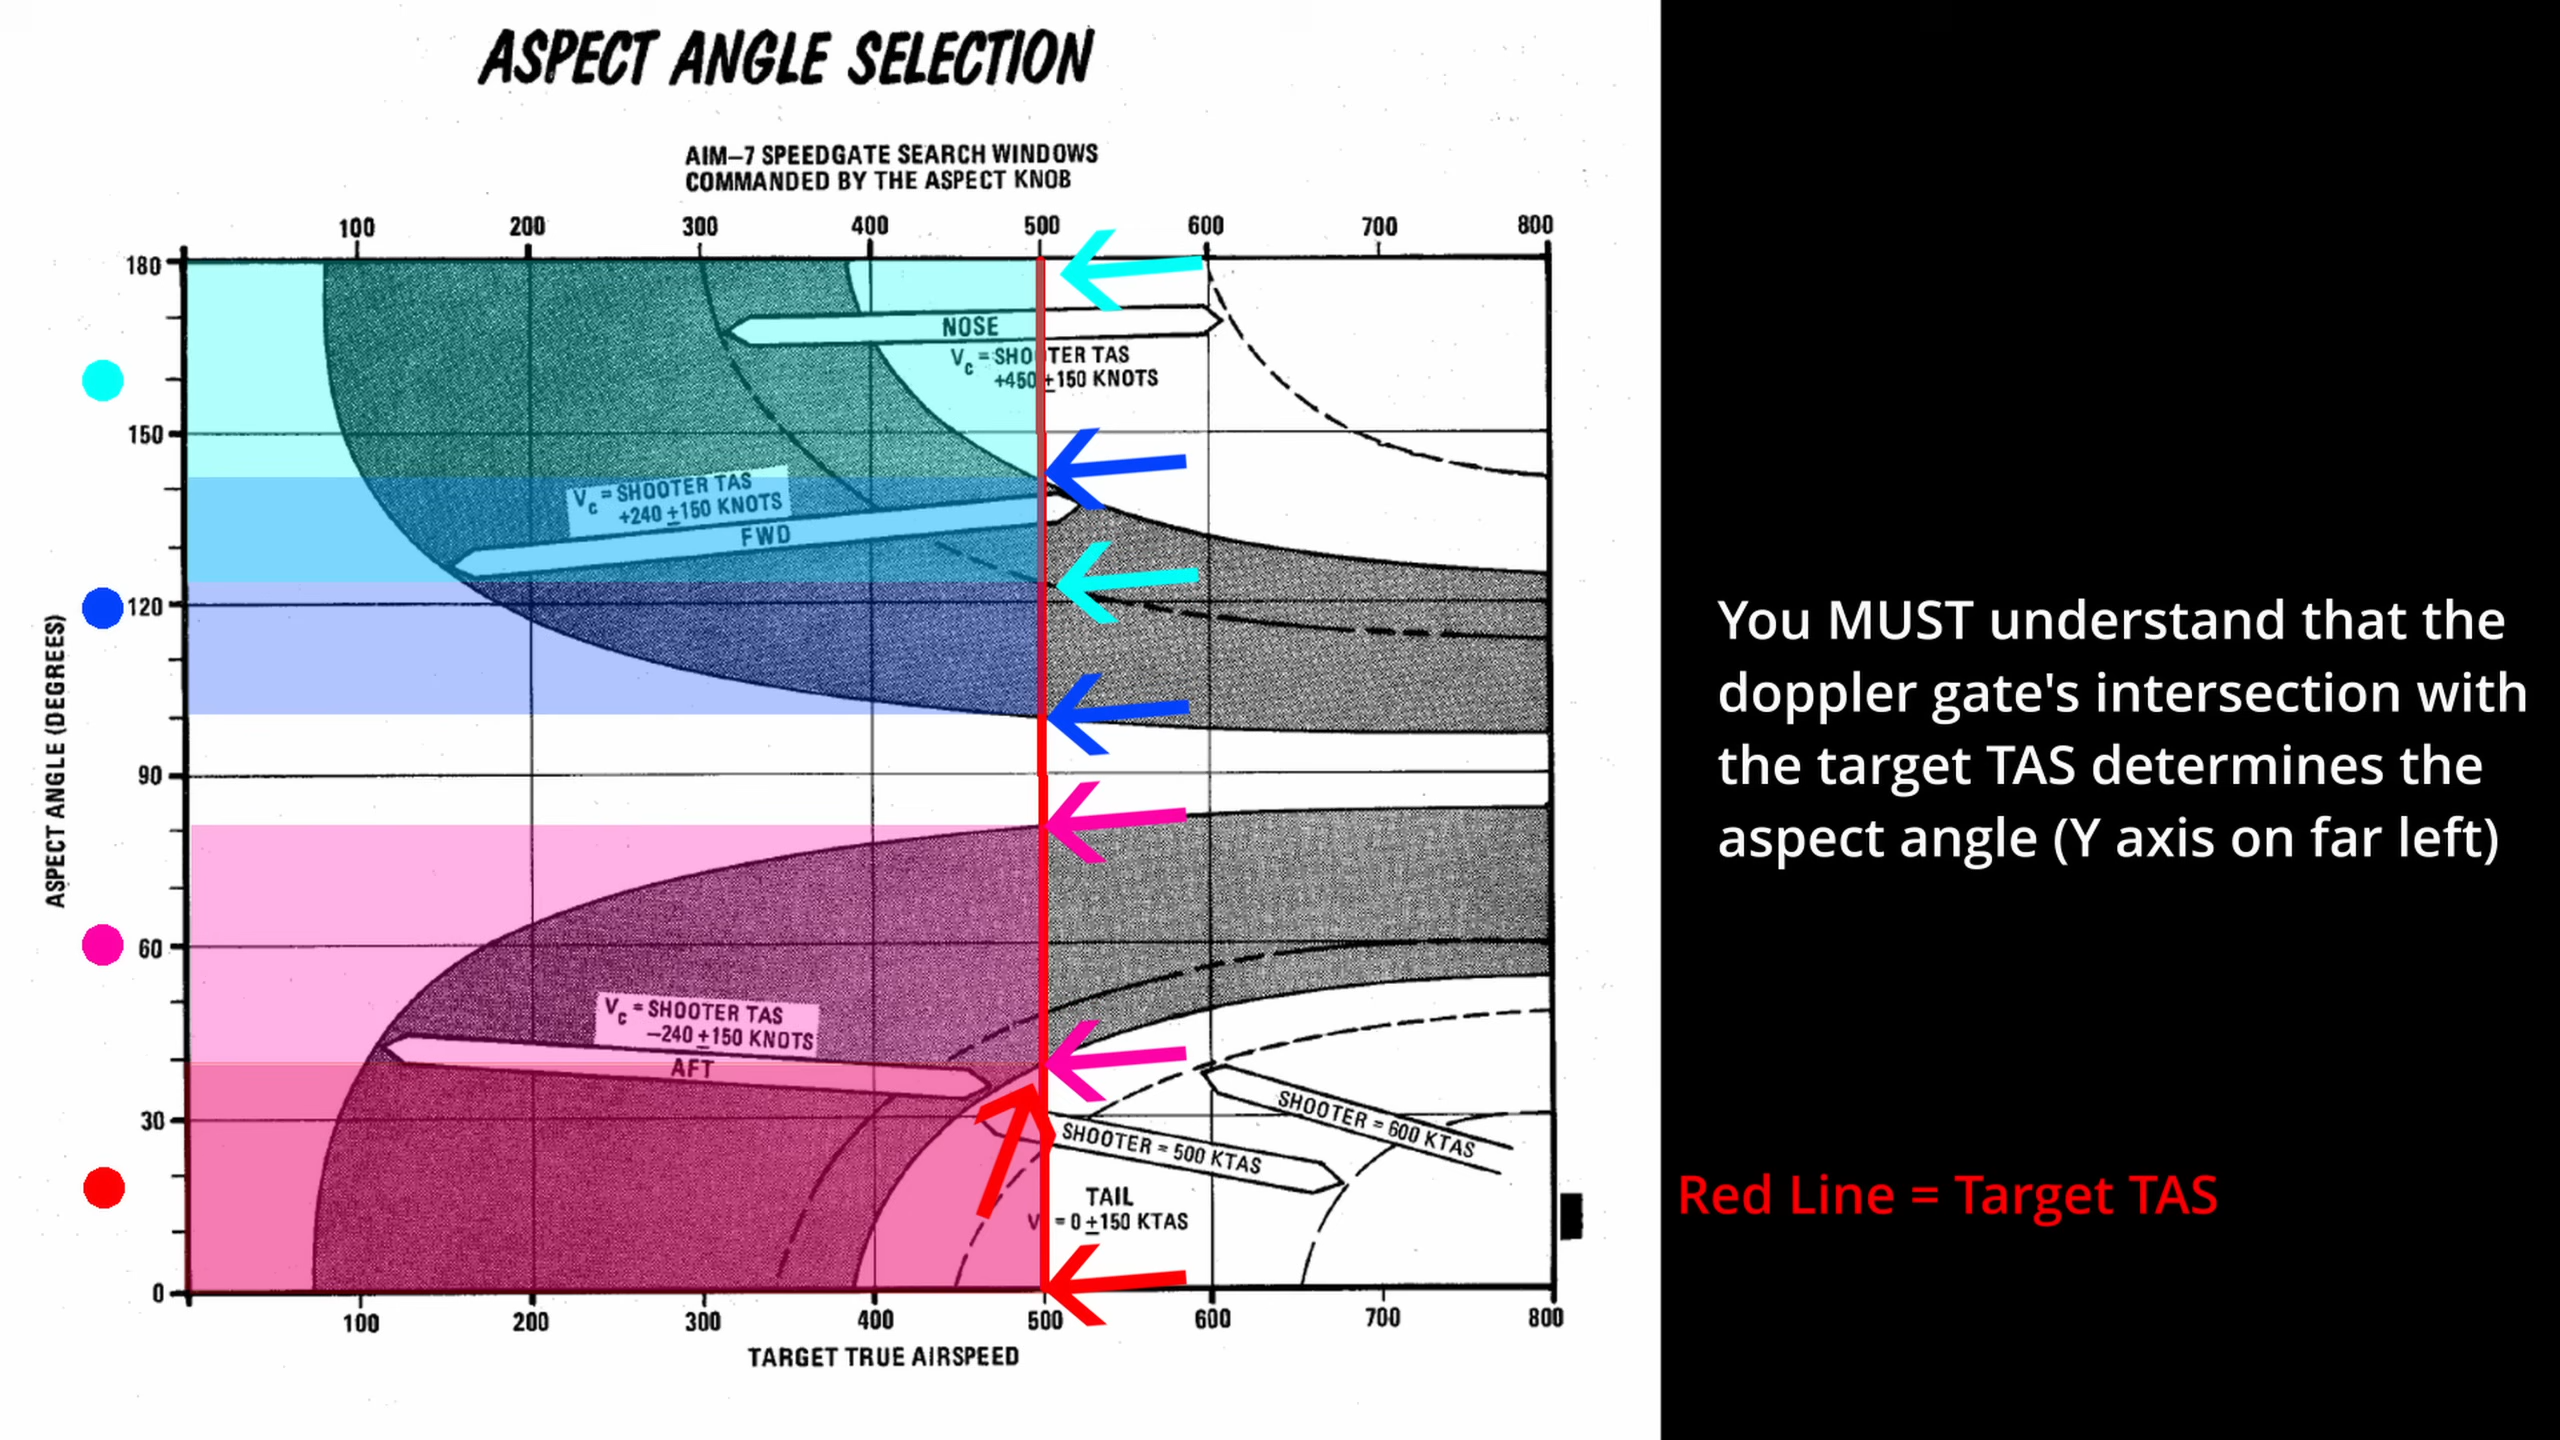 ASPECT ANGLE SELECTION
AIM–7 SPEEDGATE SEARCH WINDOWS
COMMANDED BY THE ASPECT KNOB
100 200 300 400 500 600 700 800
180
NOSE
Vc = SHOOTER TAS
+450 ±150 KNOTS
150
Vc = SHOOTER TAS
+240 ±150 KNOTS
FWD
120
90
60
Vc = SHOOTER TAS
–240 ±150 KNOTS
AFT
30
SHOOTER = 600 KTAS
SHOOTER = 500 KTAS
TAIL
V = 0 ±150 KTAS
0
100 200 300 400 500 600 700 800
TARGET TRUE AIRSPEED
ASPECT ANGLE (DEGREES)
You MUST understand that the
doppler gate's intersection with
the target TAS determines the
aspect angle (Y axis on far left)
Red Line = Target TAS